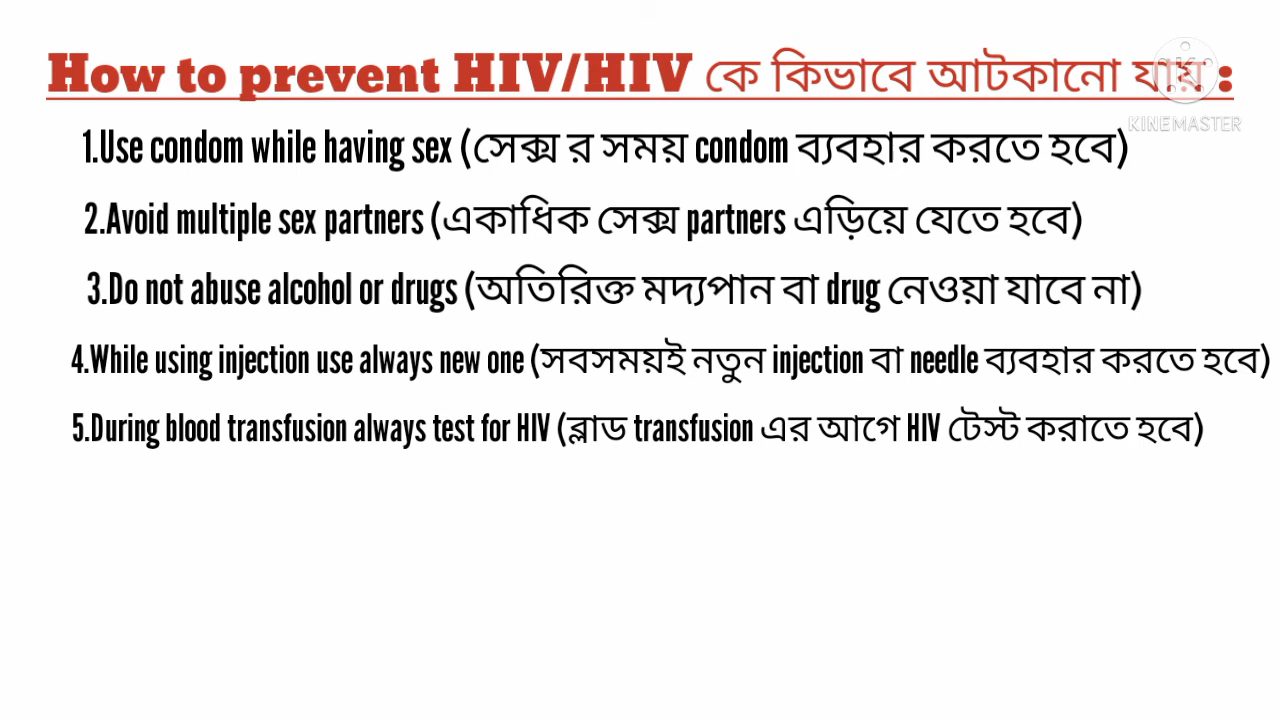 How to prevent HIV/HIV কে কিভাবে আটকানো যায় :
KINEMASTER
1.Use condom while having sex (সেক্স র সময় condom ব্যবহার করতে হবে)
2.Avoid multiple sex partners (একাধিক সেক্স partners এড়িয়ে যেতে হবে)
3.Do not abuse alcohol or drugs (অতিরিক্ত মদ্যপান বা drug নেওয়া যাবে না)
4.While using injection use always new one (সবসময়ই নতুন injection বা needle ব্যবহার করতে হবে)
5.During blood transfusion always test for HIV (ব্লাড transfusion এর আগে HIV টেস্ট করাতে হবে)